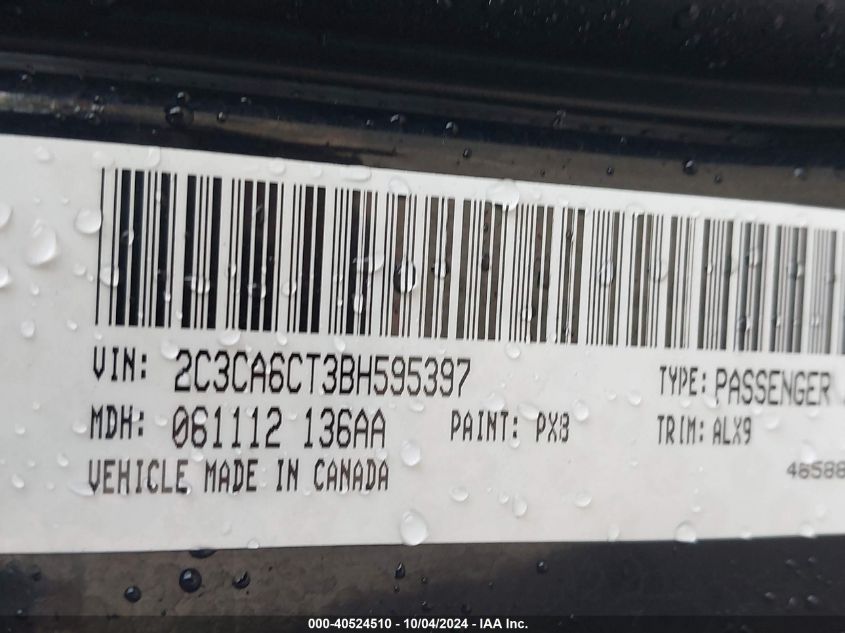 VIN: 2C3CA6CT3BH595397 TYPE: PASSENGER
MDH: 061112 136AA PAINT: PX8 TRIM: ALX9
VEHICLE MADE IN CANADA
000-40524510 - 10/04/2024 - IAA Inc.